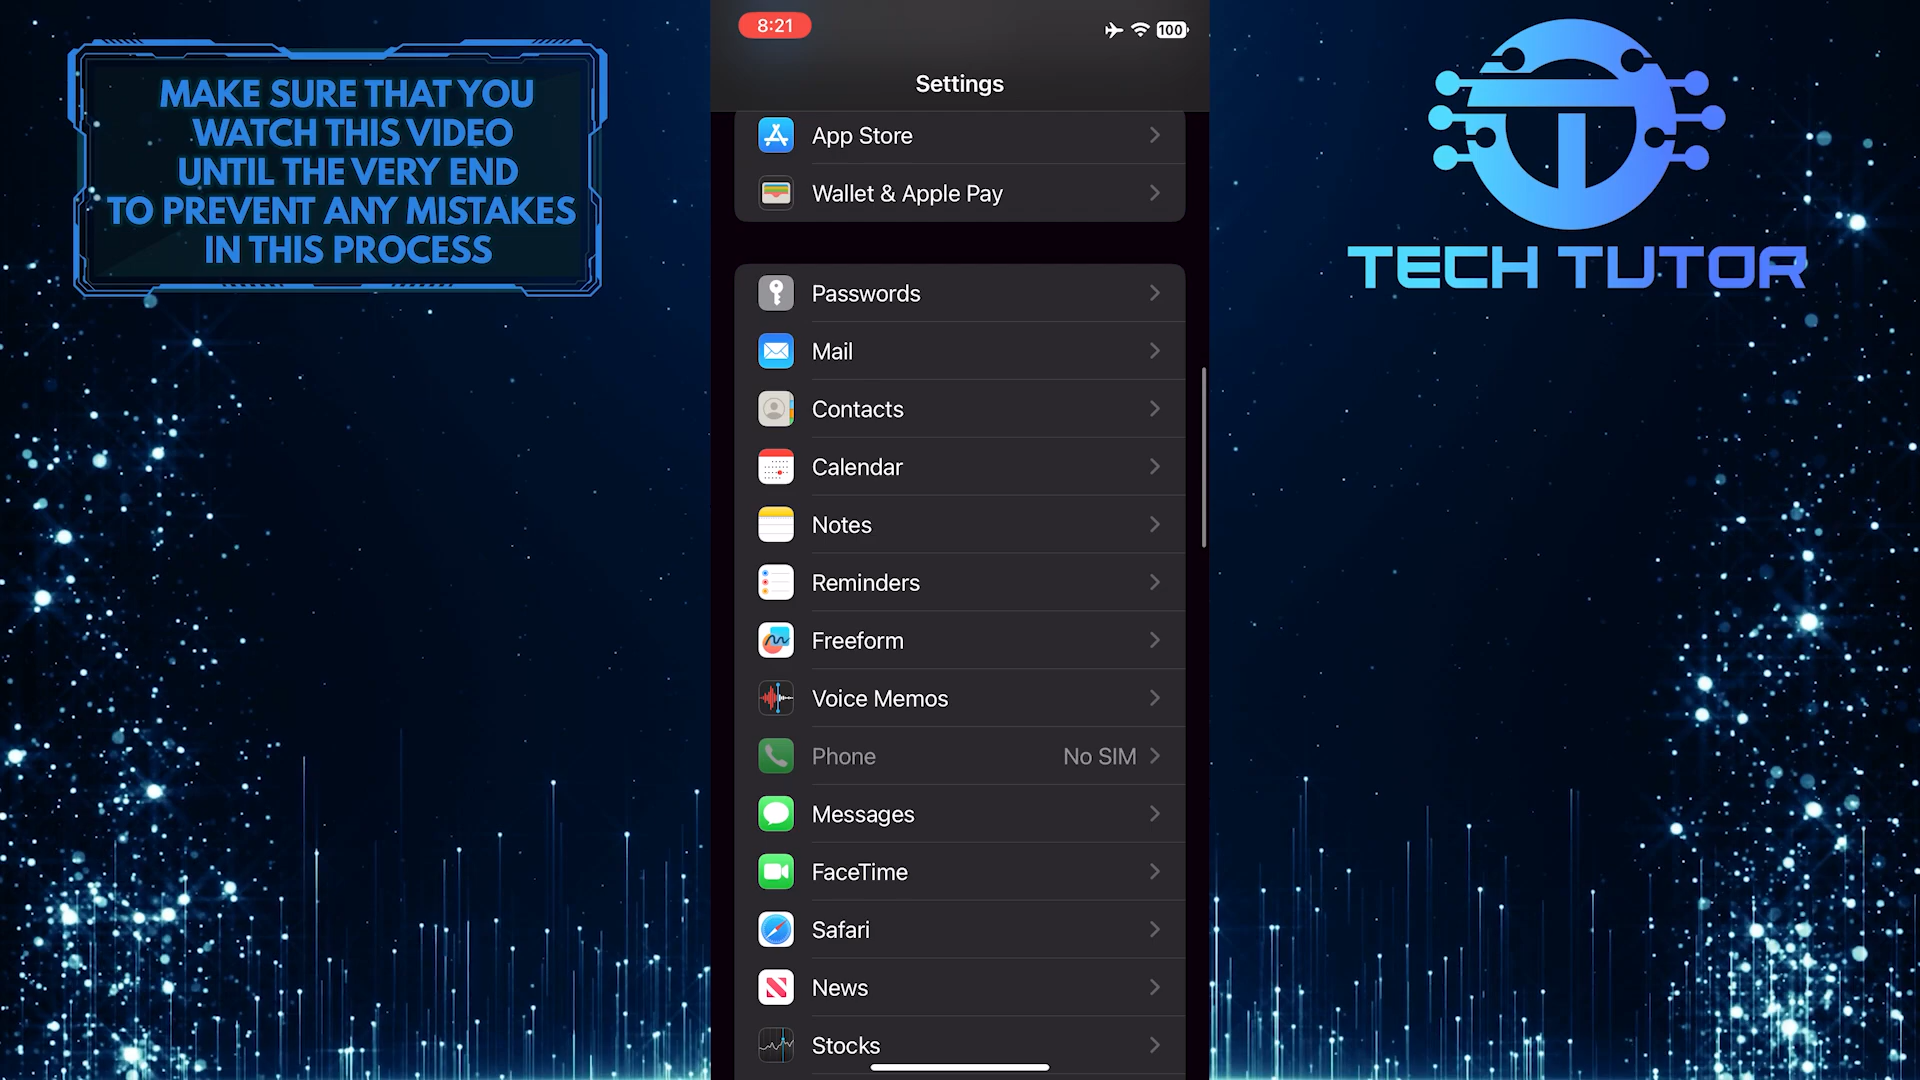 MAKE SURE THAT YOU
WATCH THIS VIDEO
UNTIL THE VERY END
TO PREVENT ANY MISTAKES
IN THIS PROCESS
8:21
100
Settings
App Store
Wallet & Apple Pay
Passwords
Mail
Contacts
Calendar
Notes
Reminders
Freeform
Voice Memos
Phone No SIM
Messages
FaceTime
Safari
News
Stocks
TECH TUTOR